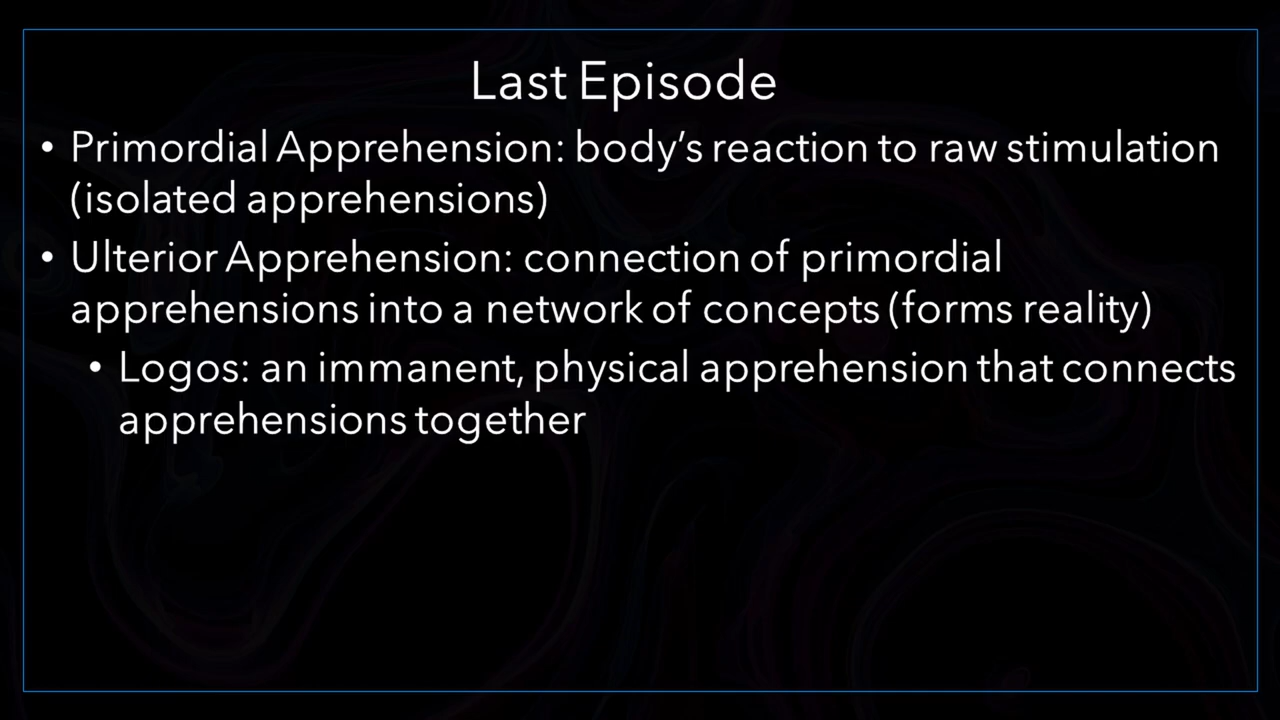 Last Episode
• Primordial Apprehension: body’s reaction to raw stimulation
(isolated apprehensions)
• Ulterior Apprehension: connection of primordial
apprehensions into a network of concepts (forms reality)
• Logos: an immanent, physical apprehension that connects
apprehensions together